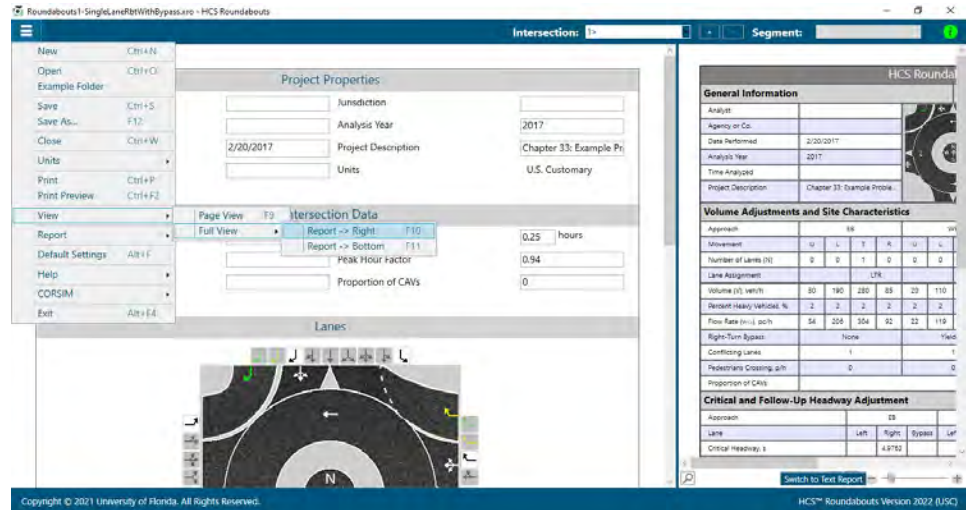 Roundabouts1-SingleLaneRbtWithBypass.xro - HCS Roundabouts
Intersection: 1> Segment:
New Ctrl+N
Open Ctrl+O
Example Folder
Save Ctrl+S
Save As... F12
Close Ctrl+W
Units
Print Ctrl+P
Print Preview Ctrl+F2
View
Report
Default Settings Alt+F
Help
CORSIM
Exit Alt+F4
Page View F9
Full View
Report -> Right F10
Report -> Bottom F11
Project Properties
Jurisdiction
Analysis Year 2017
2/20/2017 Project Description Chapter 33: Example Pr
Units U.S. Customary
Intersection Data
0.25 hours
Peak Hour Factor 0.94
Proportion of CAVs 0
Lanes
N
HCS Roundal
General Information
Analyst
Agency or Co.
Date Performed 2/20/2017
Analysis Year 2017
Time Analyzed
Project Description Chapter 33: Example Proble...
Volume Adjustments and Site Characteristics
Approach EB W
Movement U L T R U L
Number of Lanes (N) 0 0 1 0 0 0
Lane Assignment LTR
Volume (V), veh/h 50 190 280 85 20 110
Percent Heavy Vehicles, % 2 2 2 2 2 2
Flow Rate 54 206 304 92 22 119
Right-Turn Bypass None Yield
Conflicting Lanes 1 1
Pedestrians Crossing, p/h 0 0
Proportion of CAVs
Critical and Follow-Up Headway Adjustment
Approach EB
Lane Left Right Bypass Lef
Critical Headway, s 4.9763
Switch to Text Report
Copyright © 2021 University of Florida. All Rights Reserved. HCS™ Roundabouts Version 2022 (USC)